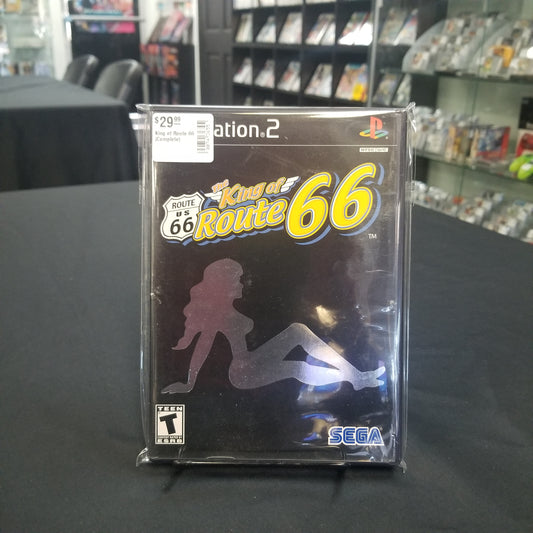 $29.99
King of Route 66
(Complete)
ation.2
The King of
Route 66
TM
ROUTE
US
66
TEEN
T
ESRB
SEGA